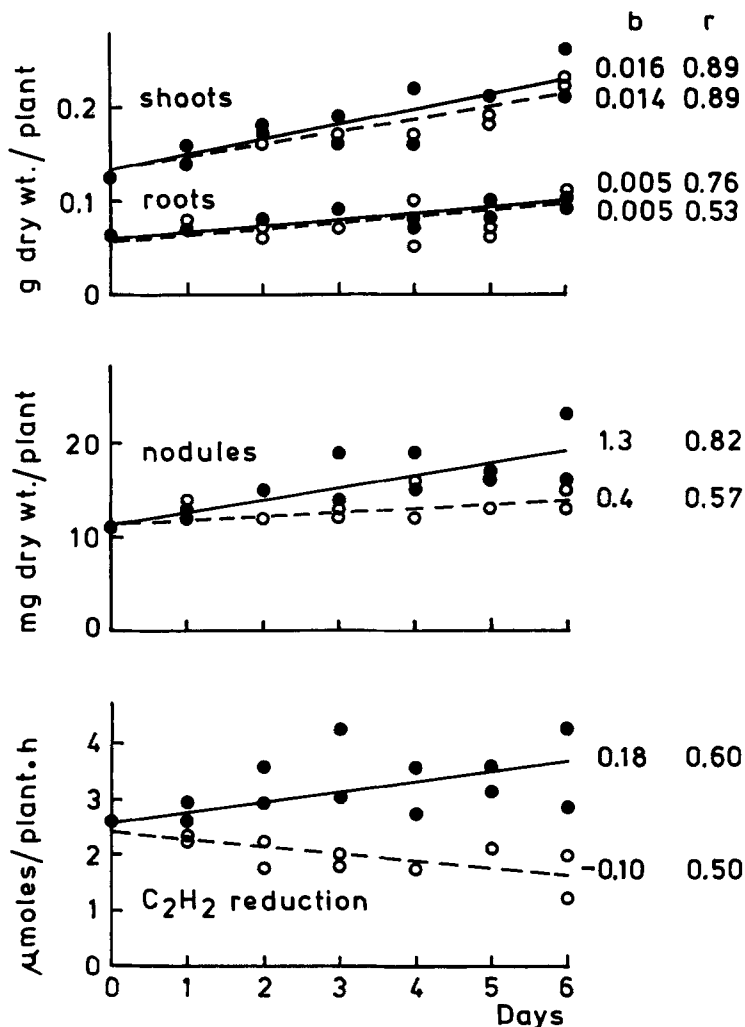 b r
0.016 0.89
0.014 0.89
0.005 0.76
0.005 0.53
shoots
roots
g dry wt./plant
0.2
0.1
0
nodules
mg dry wt./plant
20
10
0
1.3 0.82
0.4 0.57
C₂H₂ reduction
μmoles/plant.h
4
3
2
1
0
0.18 0.60
-0.10 0.50
0 1 2 3 4 5 6
Days